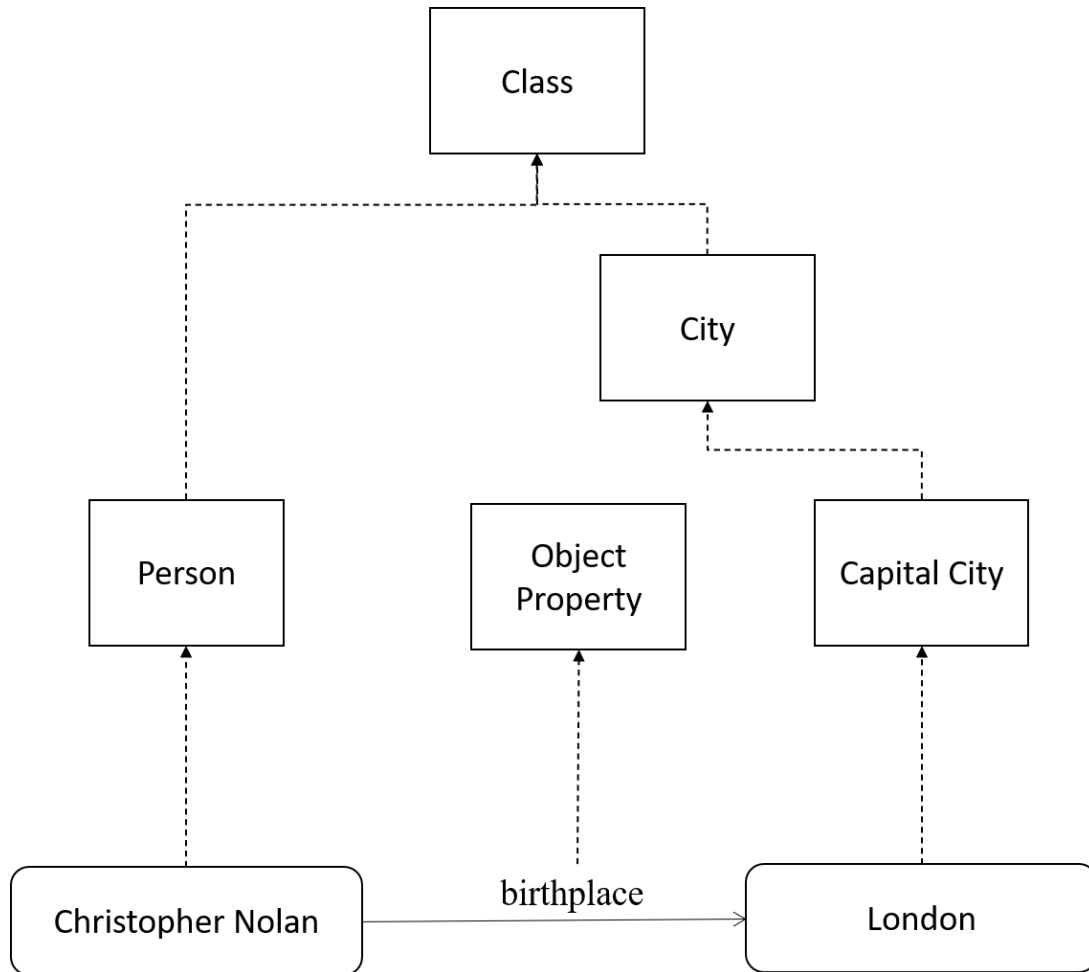 Class
City
Person
Object
Property
Capital City
birthplace
Christopher Nolan
London